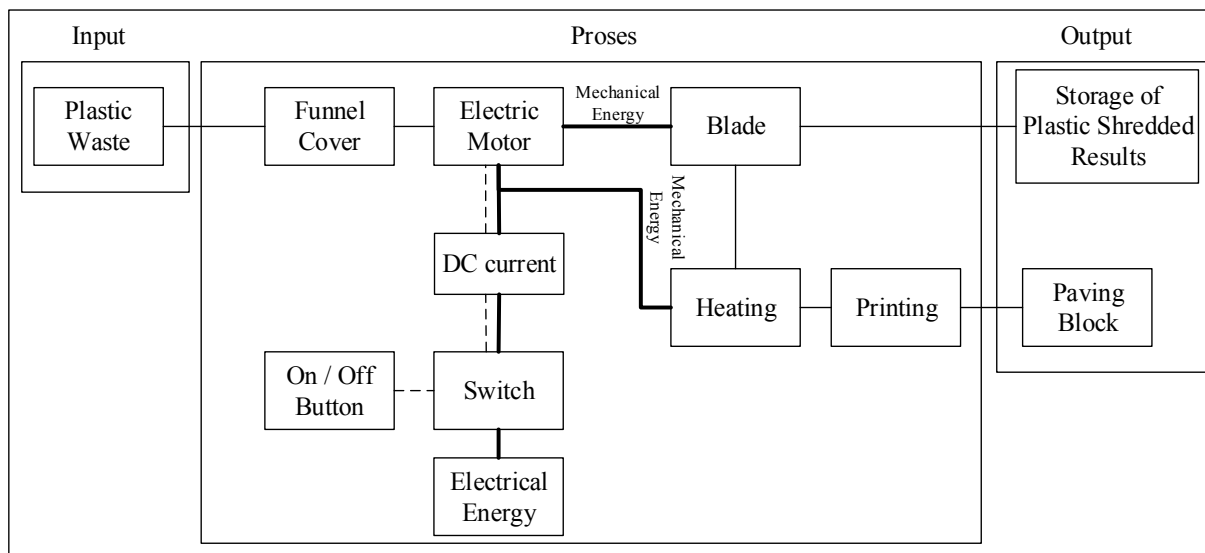 Input
Proses
Output
Plastic
Waste
Funnel
Cover
Electric
Motor
Mechanical
Energy
Blade
Storage of
Plastic Shredded
Results
Mechanical
Energy
DC current
Heating
Printing
Paving
Block
On / Off
Button
Switch
Electrical
Energy